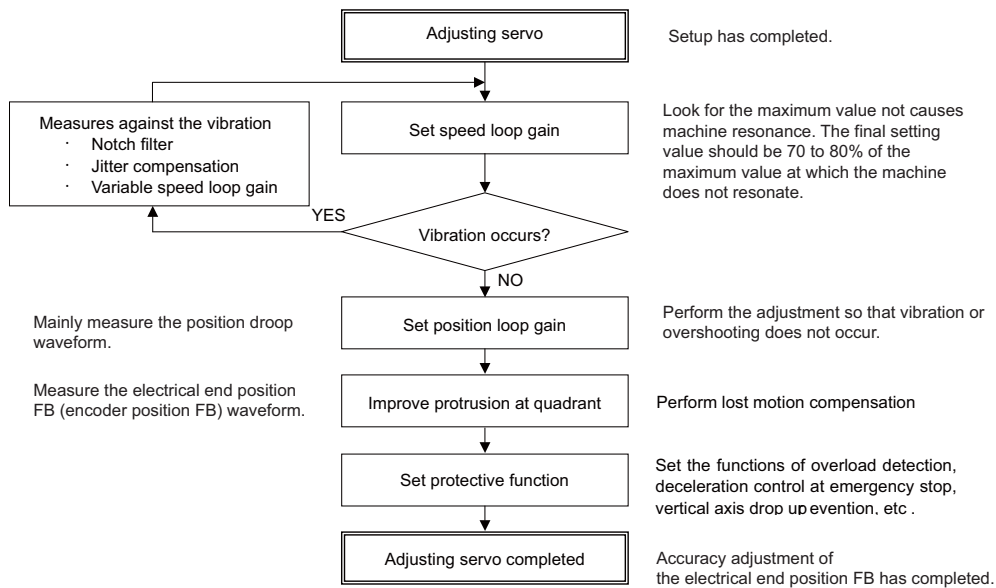 Adjusting servo
Setup has completed.
Measures against the vibration
· Notch filter
· Jitter compensation
· Variable speed loop gain
Set speed loop gain
Look for the maximum value not causes
machine resonance. The final setting
value should be 70 to 80% of the
maximum value at which the machine
does not resonate.
YES
Vibration occurs?
NO
Mainly measure the position droop
waveform.
Set position loop gain
Perform the adjustment so that vibration or
overshooting does not occur.
Measure the electrical end position
FB (encoder position FB) waveform.
Improve protrusion at quadrant
Perform lost motion compensation
Set protective function
Set the functions of overload detection,
deceleration control at emergency stop,
vertical axis drop up evention, etc .
Adjusting servo completed
Accuracy adjustment of
the electrical end position FB has completed.